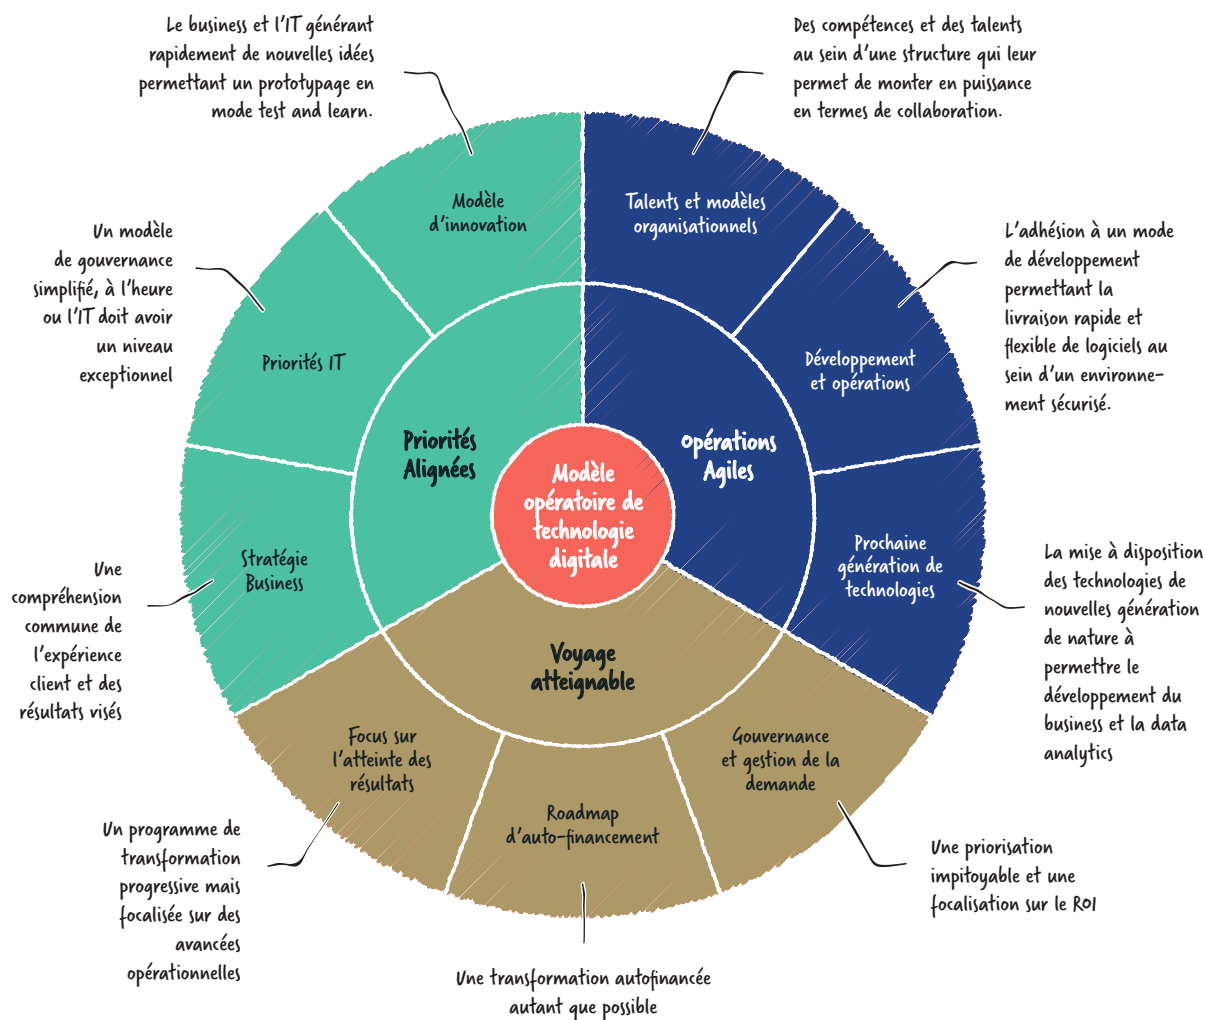 Le business et l'IT générant
rapidement de nouvelles idées
permettant un prototypage en
mode test and learn.
Des compétences et des talents
au sein d'une structure qui leur
permet de monter en puissance
en termes de collaboration.
Modèle
d'innovation
Talents et modèles
organisationnels
Un modèle
de gouvernance
simplifié, à l'heure
ou l'IT doit avoir
un niveau
exceptionnel
L'adhésion à un mode
de développement
permettant la
livraison rapide et
flexible de logiciels au
sein d'un environne-
ment sécurisé.
Priorités IT
Développement
et opérations
Priorités
Alignées
Opérations
Agiles
Modèle
opératoire de
technologie
digitale
Stratégie
Business
Prochaine
génération de
technologies
Une
compréhension
commune de
l'expérience
client et des
résultats visés
La mise à disposition
des technologies de
nouvelles génération
de nature à
permettre le
développement du
business et la data
analytics
Voyage
atteignable
Focus sur
l'atteinte des
résultats
Roadmap
d'auto-financement
Gouvernance
et gestion de la
demande
Un programme de
transformation
progressive mais
focalisée sur des
avancées
opérationnelles
Une priorisation
impitoyable et une
focalisation sur le ROI
Une transformation autofinancée
autant que possible